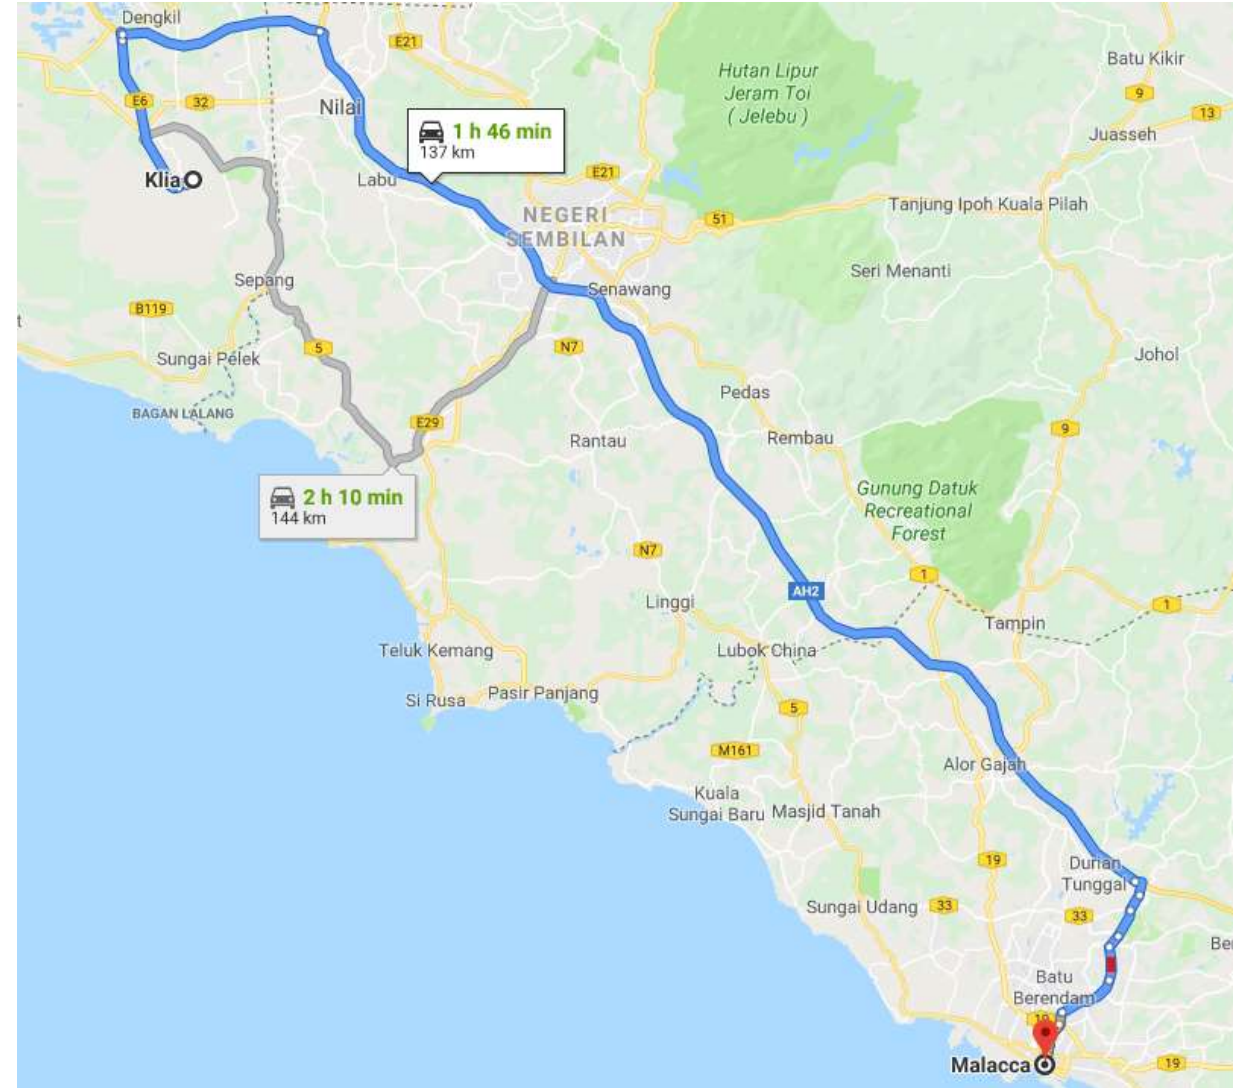 Dengkil
E21
Batu Kikir
Hutan Lipur
Jeram Toi
( Jelebu )
9
13
E6
32
Nilai
Juasseh
1 h 46 min
137 km
Klia
Labu
E21
NEGERI
SEMBILAN
51
Tanjung Ipoh
Kuala Pilah
Seri Menanti
Sepang
Senawang
B119
t
5
N7
Sungai Pelek
Johol
Pedas
BAGAN LALANG
E29
Rantau
Rembau
9
2 h 10 min
144 km
Gunung Datuk
Recreational
Forest
N7
1
AH2
Linggi
1
Tampin
Teluk Kemang
Lubok China
Si Rusa
Pasir Panjang
5
M161
Alor Gajah
Kuala
Sungai Baru
Masjid Tanah
19
Durian
Tunggal
Sungai Udang
33
33
Be
Batu
Berendam
19
Malacca
19